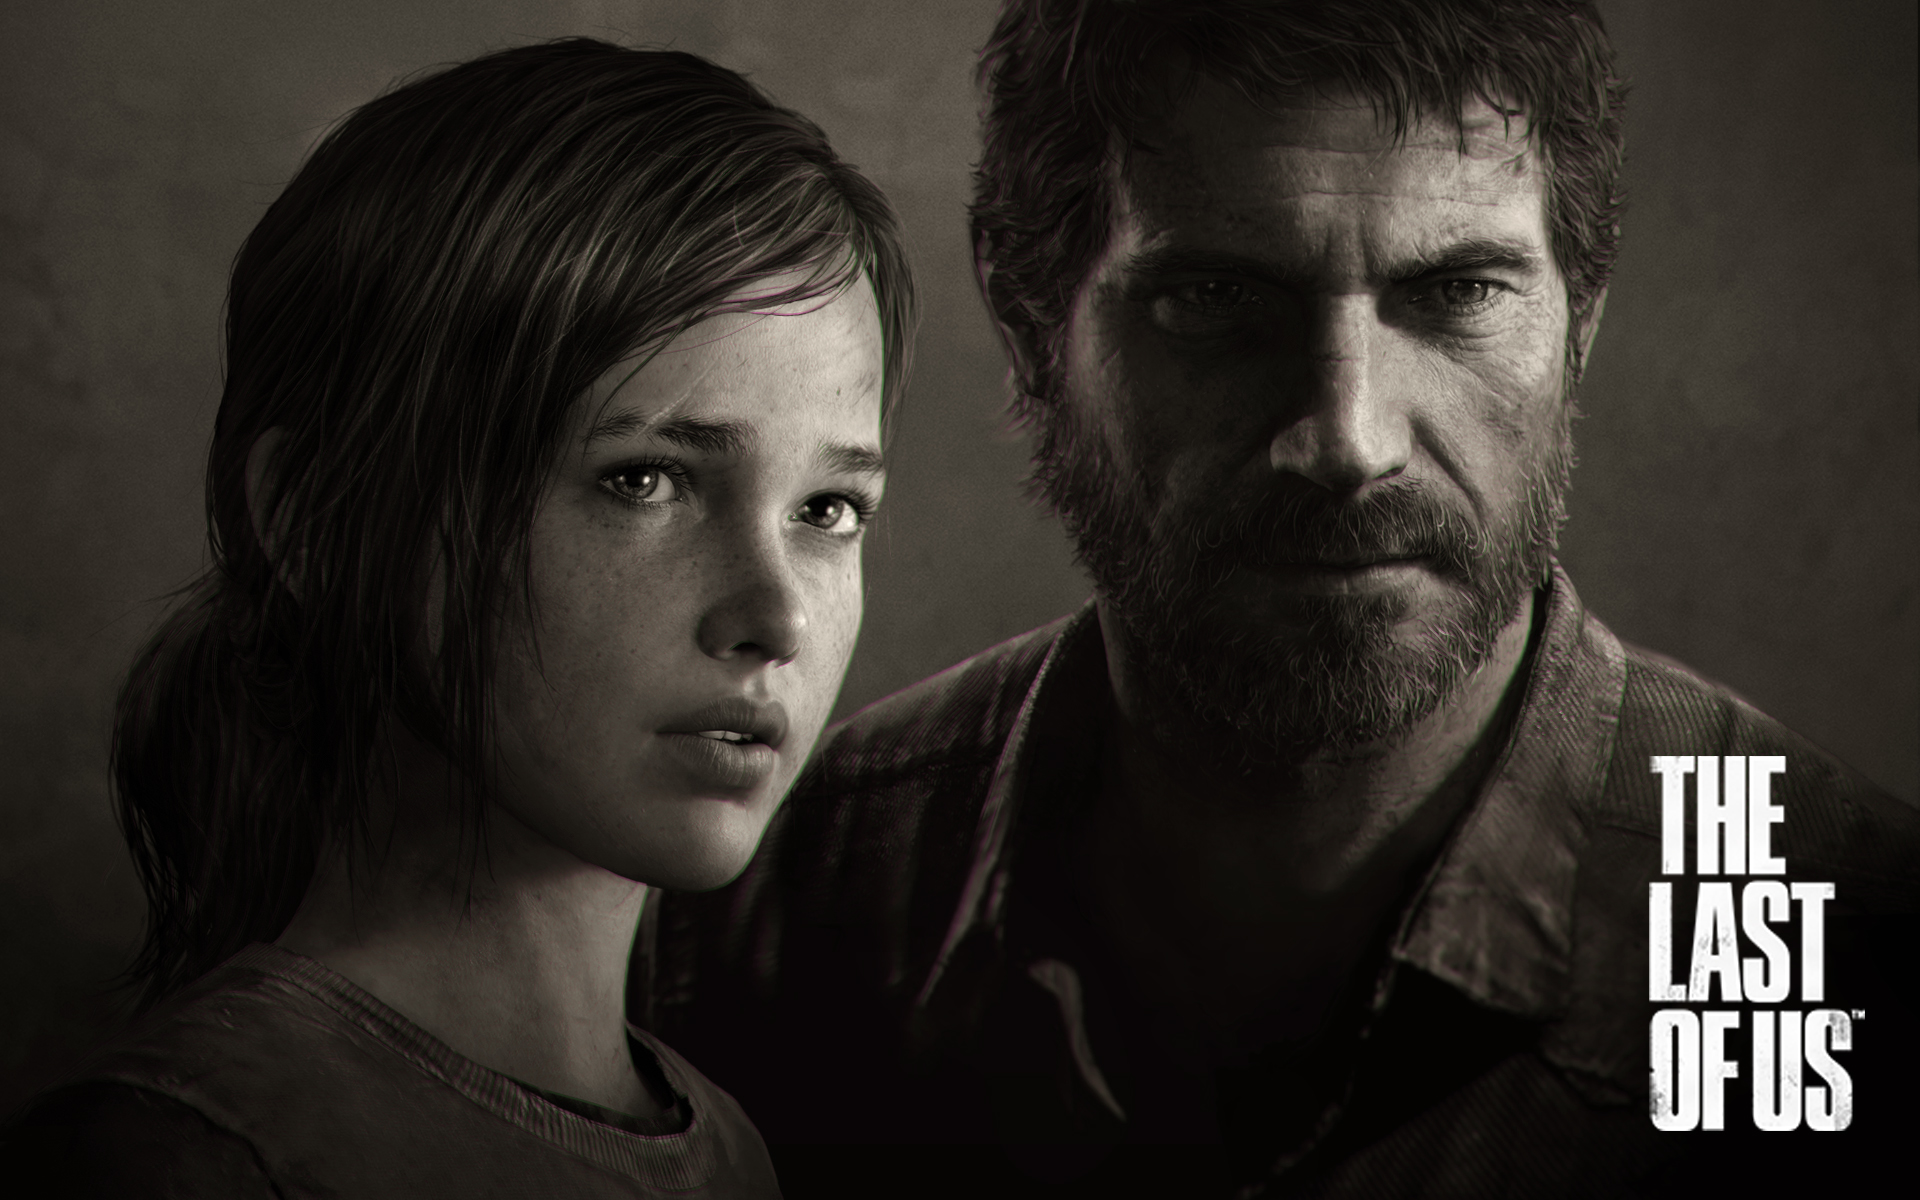 THE
LAST
OF US™